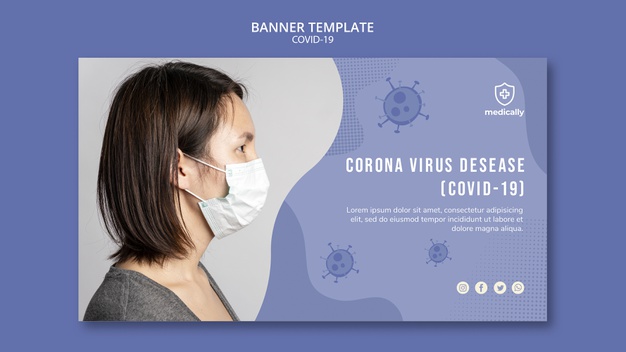 BANNER TEMPLATE
COVID-19
medically
CORONA VIRUS DESEASE
(COVID-19)
Lorem ipsum dolor sit amet, consectetur adipisicing
elit, sed do eiusmod tempor incididunt ut labore et
dolore magna aliqua.